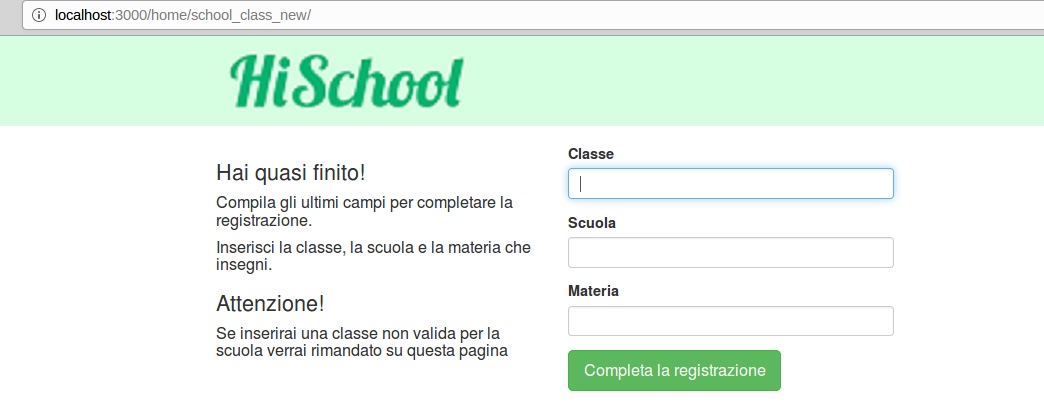 localhost:3000/home/school_class_new/
HiSchool
Hai quasi finito!
Compila gli ultimi campi per completare la
registrazione.
Inserisci la classe, la scuola e la materia che
insegni.
Attenzione!
Se inserirai una classe non valida per la
scuola verrai rimandato su questa pagina
Classe
Scuola
Materia
Completa la registrazione